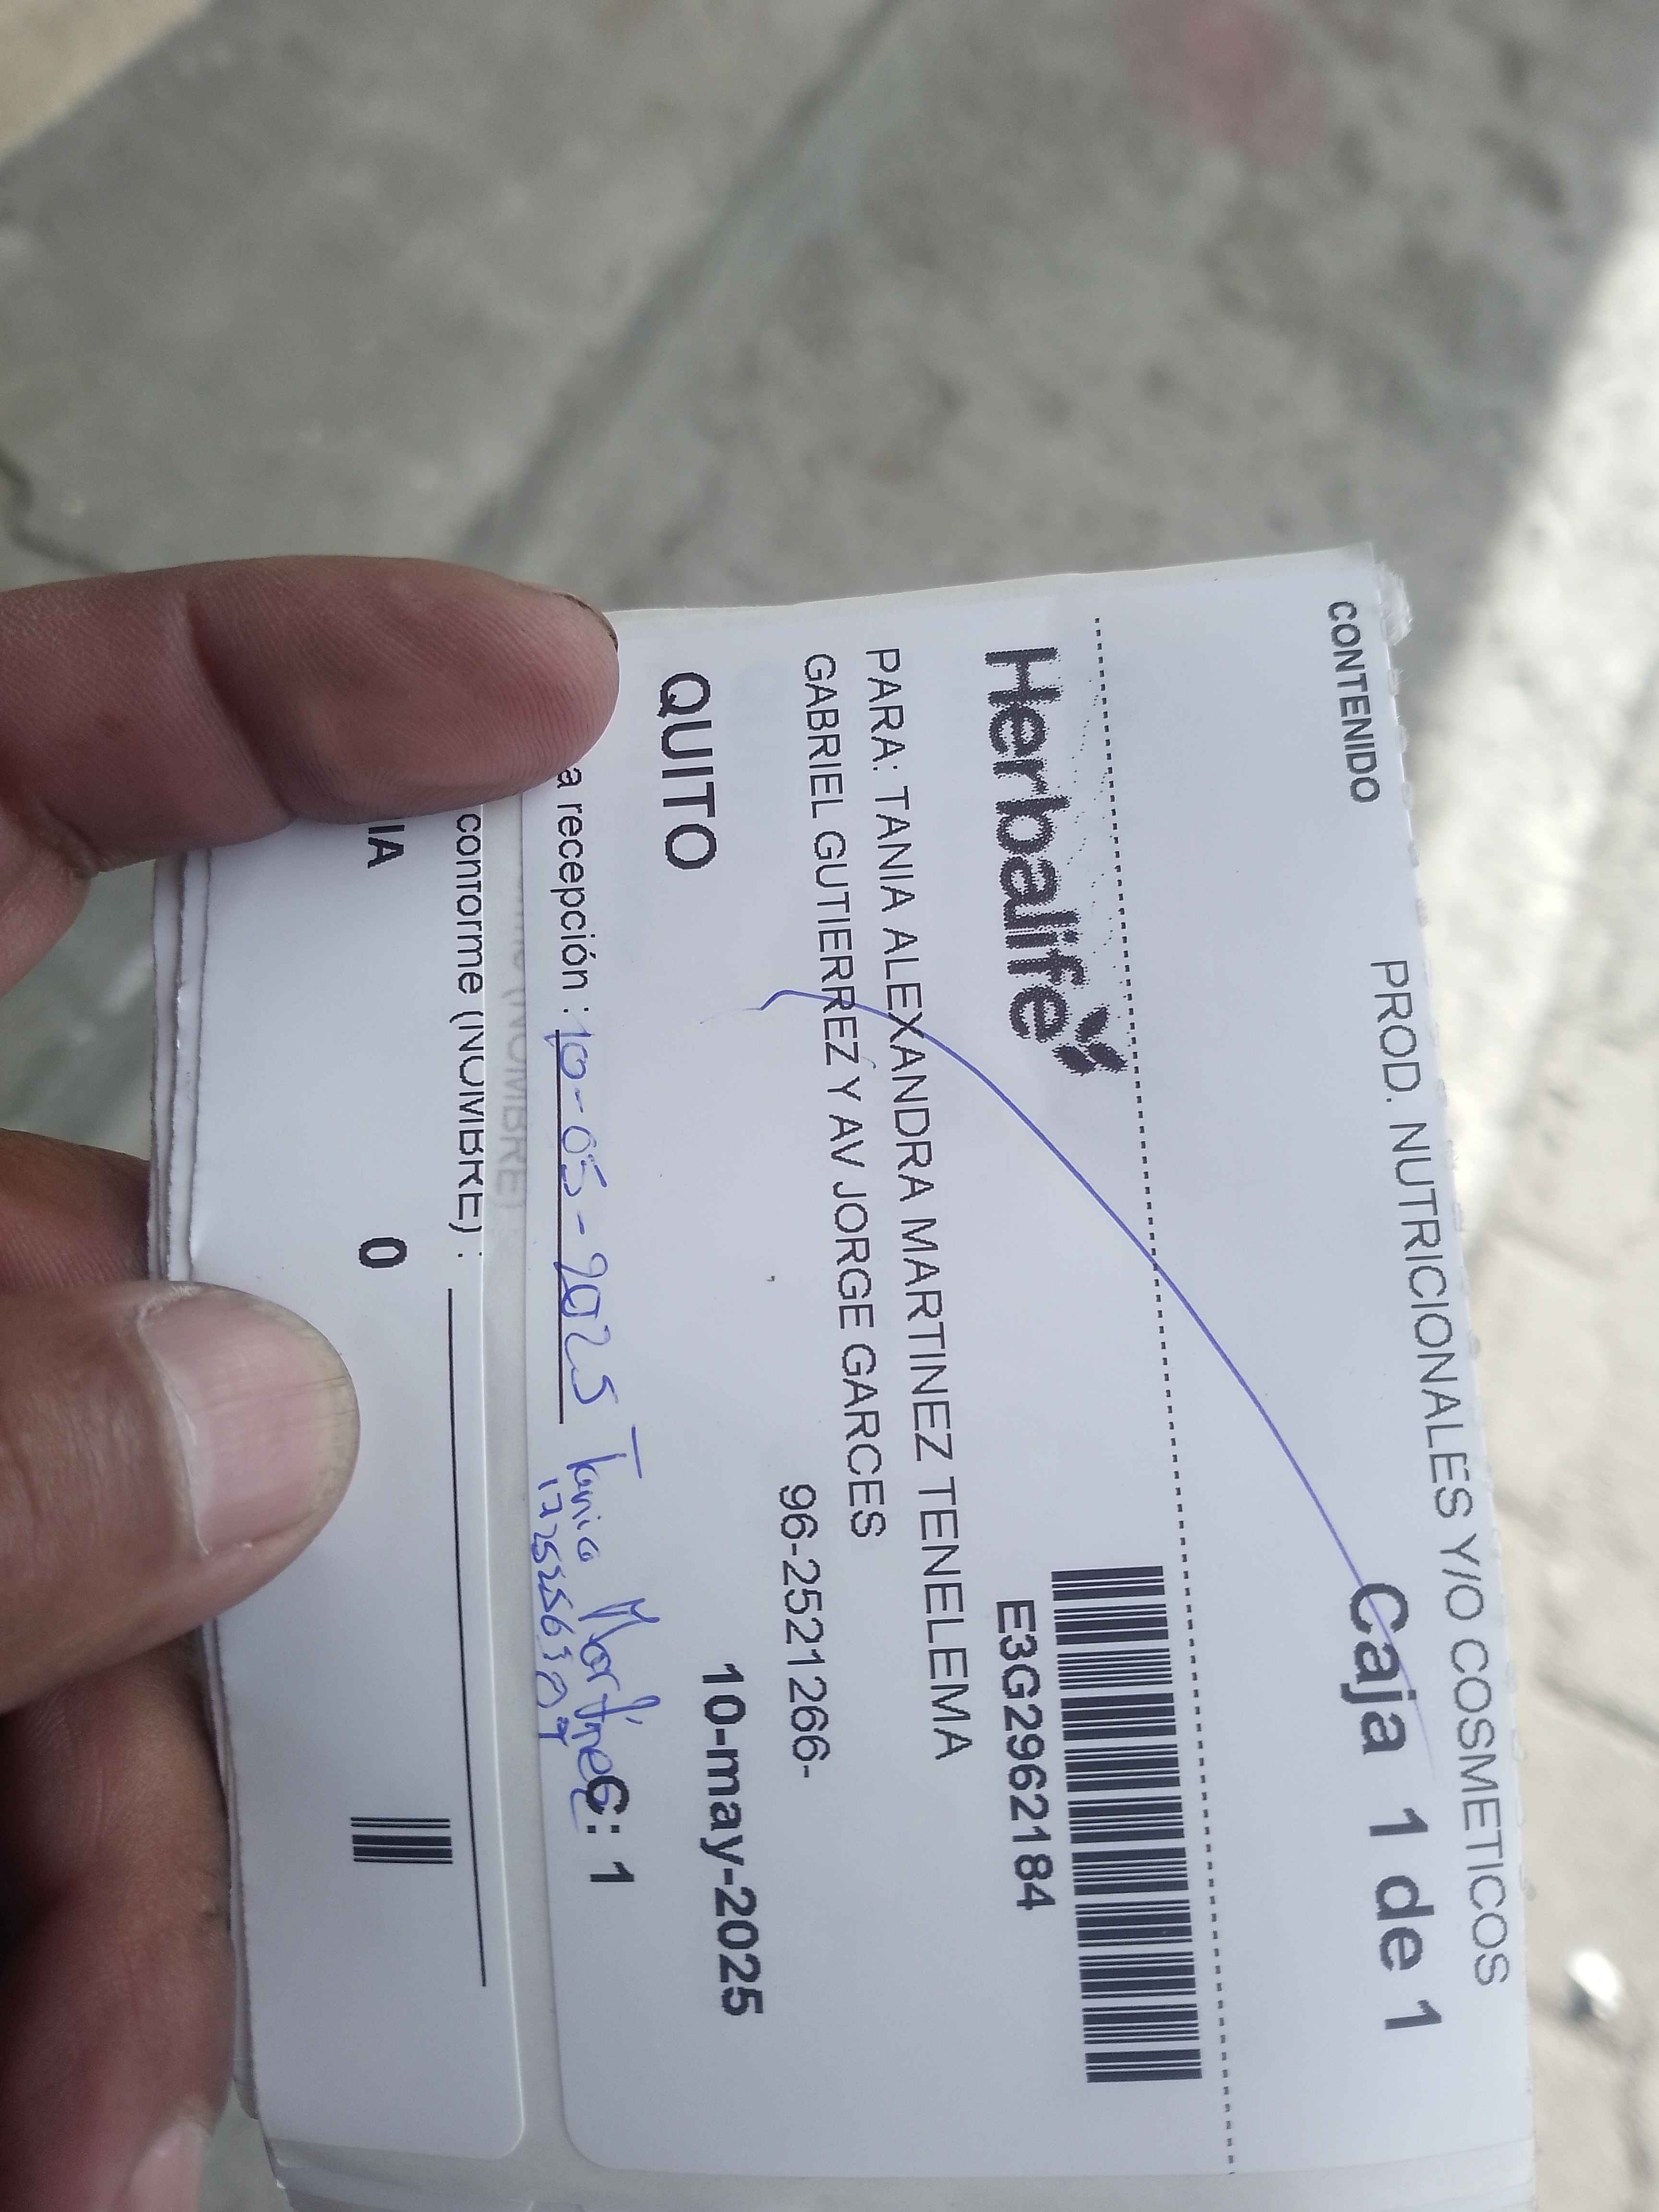 CONTENIDO
PROD. NUTRICIONALES Y/O COSMETICOS
Caja 1 de 1
Herbalife
E3G2962184
PARA: TANIA ALEXANDRA MARTINEZ TENELEMA
GABRIEL GUTIERREZ Y AV JORGE GARCES
96-2521266-
QUITO
10-may-2025
a recepción : 10-05-2025 Tania Martínez C: 1
conforme (NOMBRE) :
IA 0